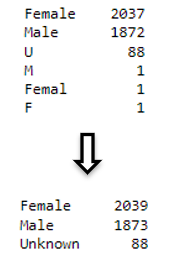 Female 2037
Male 1872
U 88
M 1
Femal 1
F 1
Female 2039
Male 1873
Unknown 88